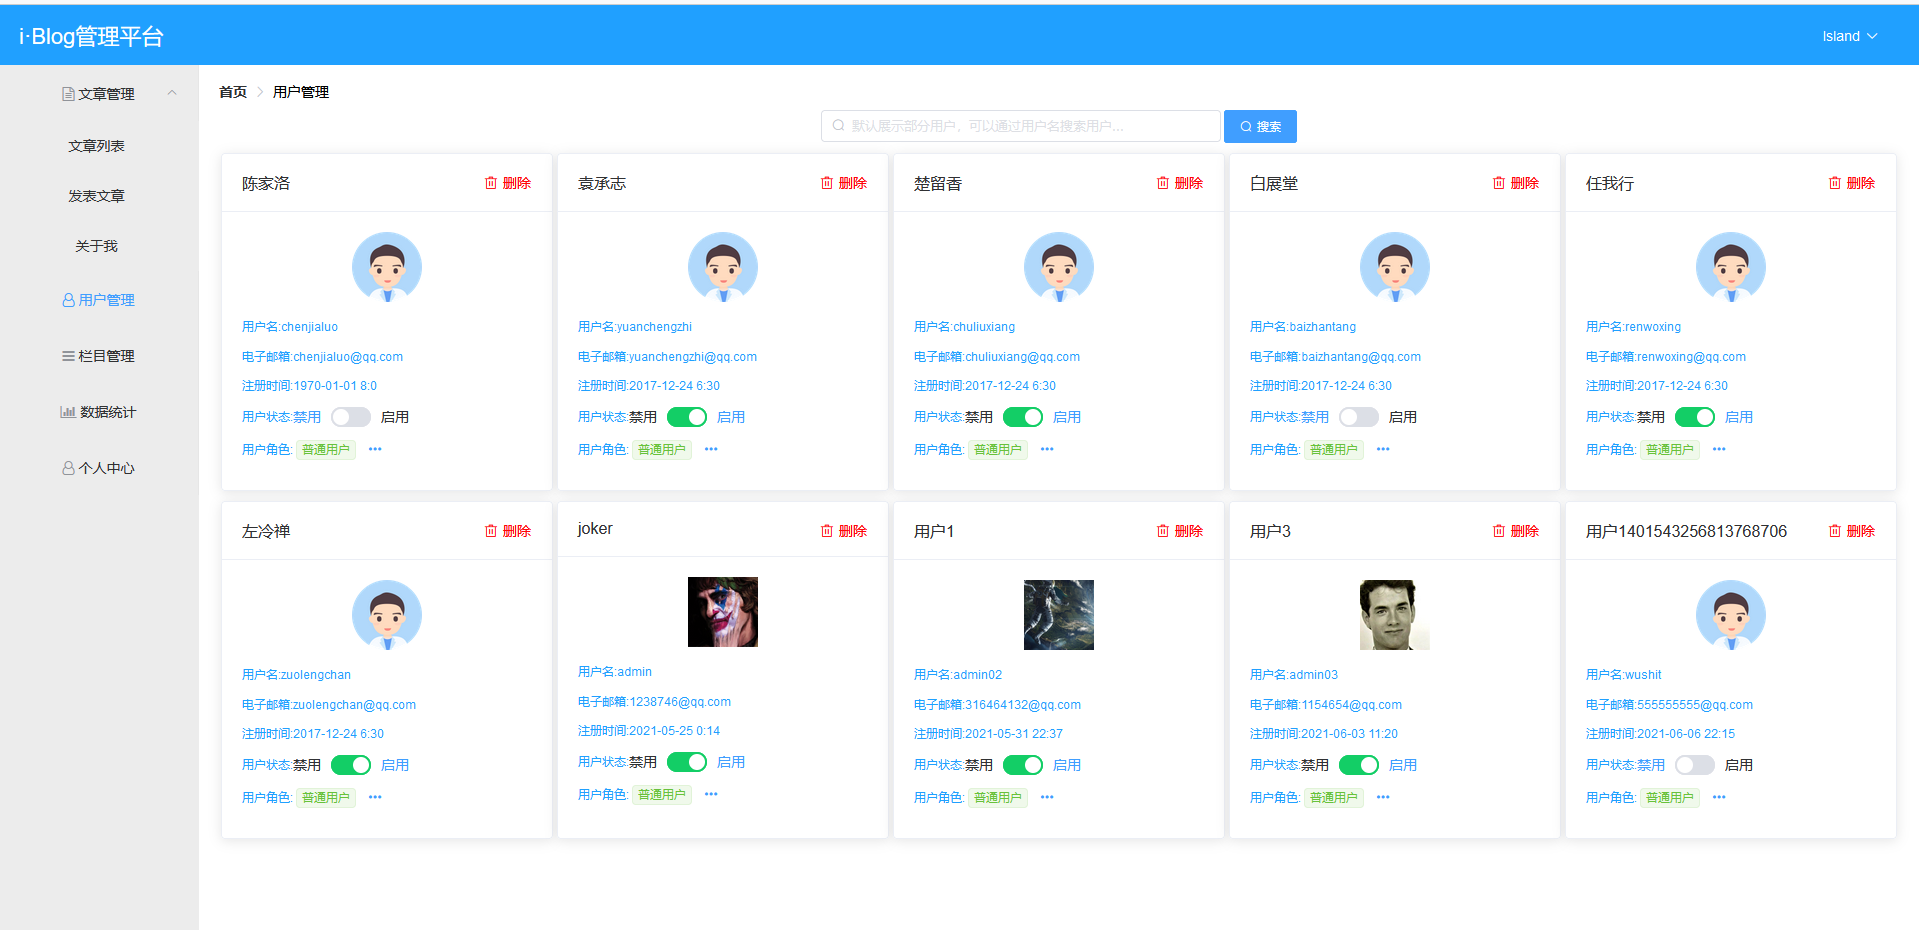 i·Blog管理平台
Island
文章管理
文章列表
发表文章
关于我
用户管理
栏目管理
数据统计
个人中心
首页 > 用户管理
默认展示部分用户，可以通过用户名搜索用户...
搜索
陈家洛 删除
用户名:chenjialuo
电子邮箱:chenjialuo@qq.com
注册时间:1970-01-01 8:0
用户状态:禁用 启用
用户角色: 普通用户 •••
袁承志 删除
用户名:yuanchengzhi
电子邮箱:yuanchengzhi@qq.com
注册时间:2017-12-24 6:30
用户状态:禁用 启用
用户角色: 普通用户 •••
楚留香 删除
用户名:chuliuxiang
电子邮箱:chuliuxiang@qq.com
注册时间:2017-12-24 6:30
用户状态:禁用 启用
用户角色: 普通用户 •••
白展堂 删除
用户名:baizhantang
电子邮箱:baizhantang@qq.com
注册时间:2017-12-24 6:30
用户状态:禁用 启用
用户角色: 普通用户 •••
任我行 删除
用户名:renwoxing
电子邮箱:renwoxing@qq.com
注册时间:2017-12-24 6:30
用户状态:禁用 启用
用户角色: 普通用户 •••
左冷禅 删除
用户名:zuolengchan
电子邮箱:zuolengchan@qq.com
注册时间:2017-12-24 6:30
用户状态:禁用 启用
用户角色: 普通用户 •••
joker 删除
用户名:admin
电子邮箱:1238746@qq.com
注册时间:2021-05-25 0:14
用户状态:禁用 启用
用户角色: 普通用户 •••
用户1 删除
用户名:admin02
电子邮箱:316464132@qq.com
注册时间:2021-05-31 22:37
用户状态:禁用 启用
用户角色: 普通用户 •••
用户3 删除
用户名:admin03
电子邮箱:1154654@qq.com
注册时间:2021-06-03 11:20
用户状态:禁用 启用
用户角色: 普通用户 •••
用户1401543256813768706 删除
用户名:wushit
电子邮箱:555555555@qq.com
注册时间:2021-06-06 22:15
用户状态:禁用 启用
用户角色: 普通用户 •••